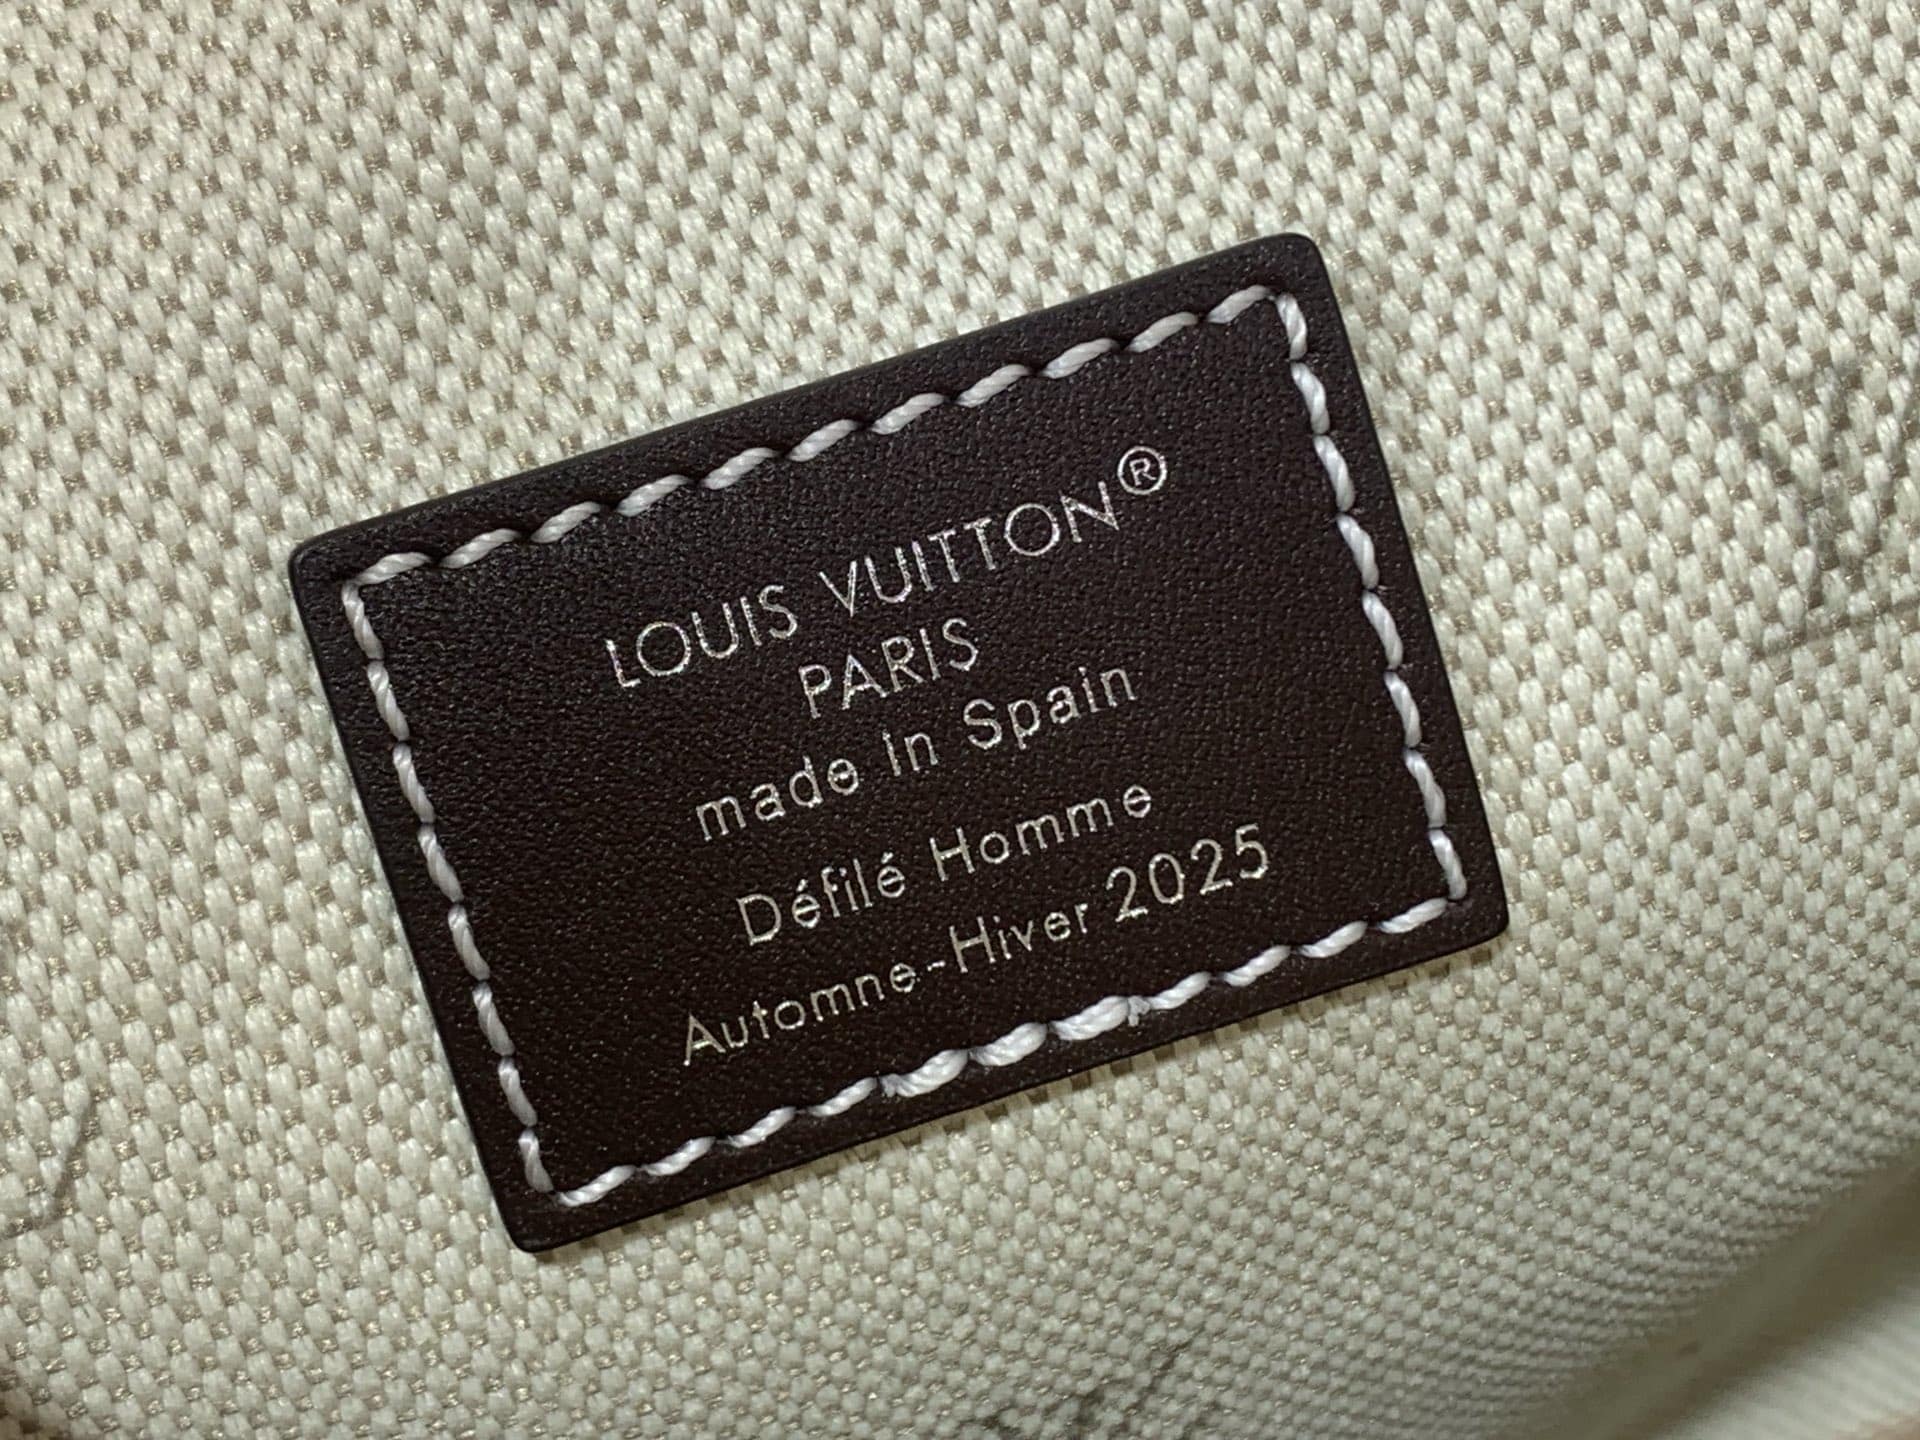 LOUIS VUITTON®
PARIS
made in Spain
Défilé Homme
Automne-Hiver 2025